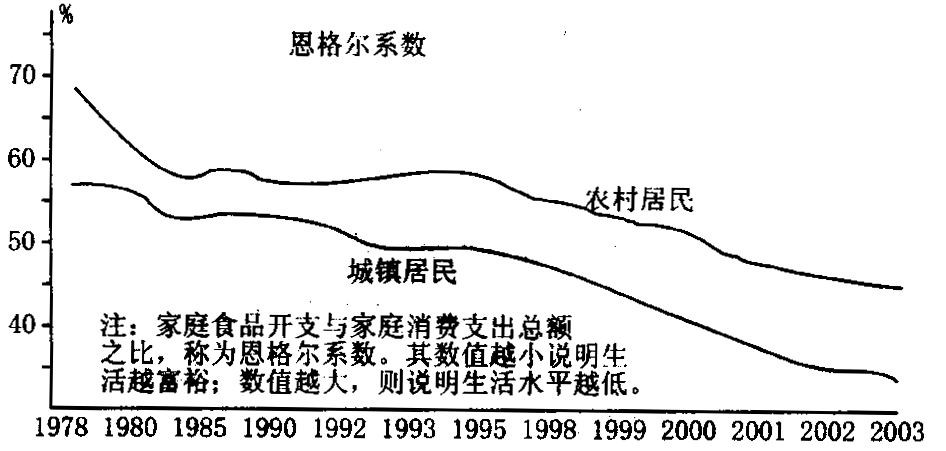 %
恩格尔系数
70
60
农村居民
50
城镇居民
40
注：家庭食品开支与家庭消费支出总额
之比，称为恩格尔系数。其数值越小说明生
活越富裕；数值越大，则说明生活水平越低。
1978 1980 1985 1990 1992 1993 1995 1998 1999 2000 2001 2002 2003